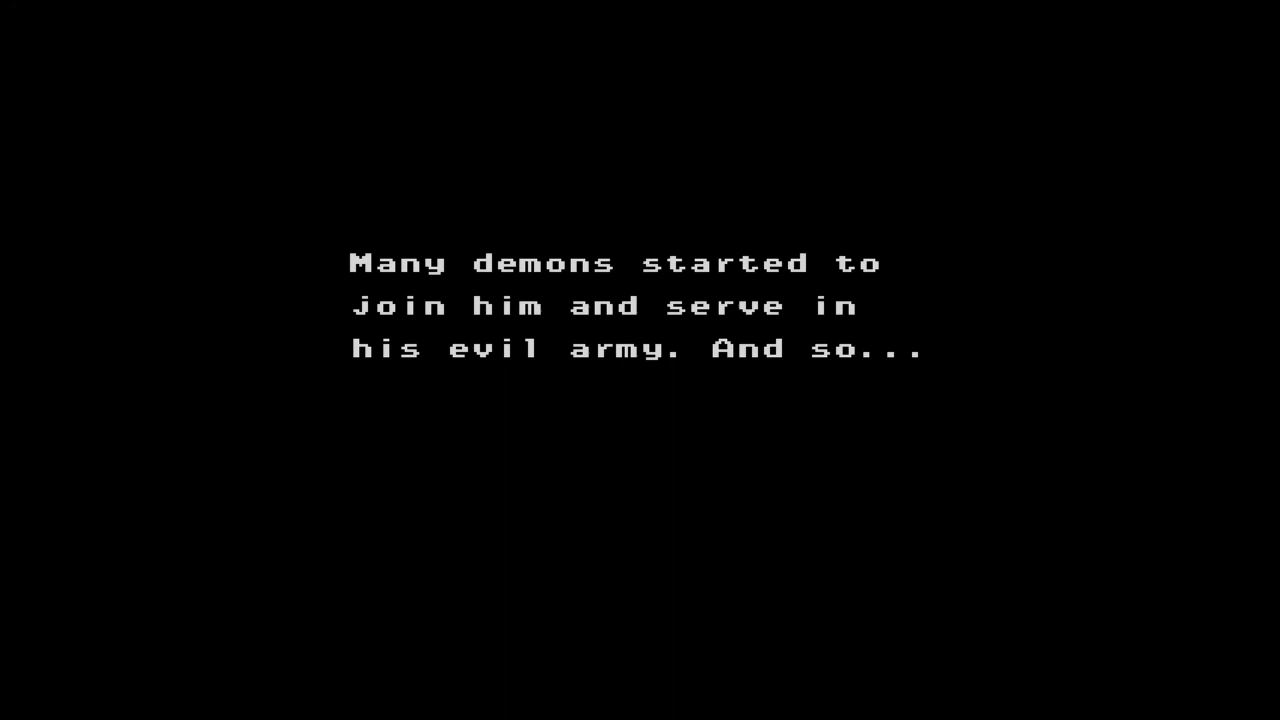 Many demons started to
join him and serve in
his evil army. And so...